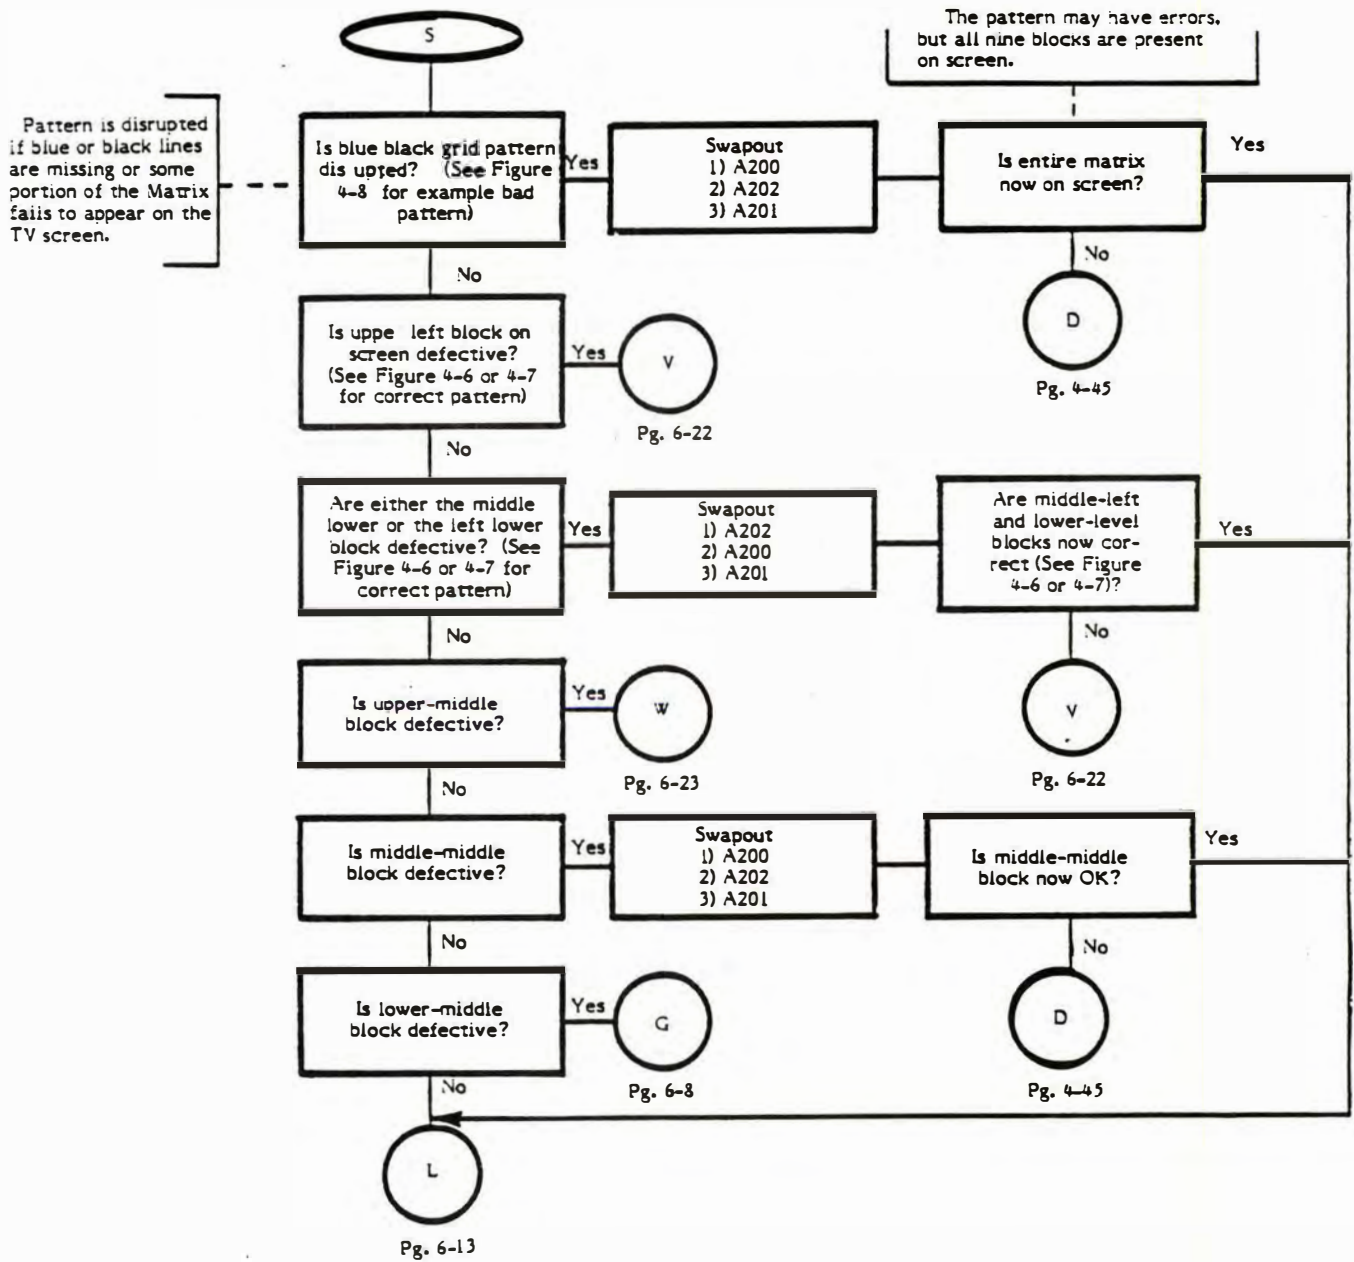 S
The pattern may have errors,
but all nine blocks are present
on screen.
Pattern is disrupted
if blue or black lines
are missing or some
portion of the Matrix
fails to appear on the
TV screen.
Is blue black grid pattern
dis upted? (See Figure
4-8 for example bad
pattern)
Yes
Swapout
1) A200
2) A202
3) A201
Is entire matrix
now on screen?
Yes
No
D
Pg. 4-45
No
Is uppe left block on
screen defective?
(See Figure 4-6 or 4-7
for correct pattern)
Yes
V
Pg. 6-22
No
Are either the middle
lower or the left lower
block defective? (See
Figure 4-6 or 4-7 for
correct pattern)
Yes
Swapout
1) A202
2) A200
3) A201
Are middle-left
and lower-level
blocks now cor-
rect (See Figure
4-6 or 4-7)?
Yes
No
V
Pg. 6-22
No
Is upper-middle
block defective?
Yes
W
Pg. 6-23
No
Is middle-middle
block defective?
Yes
Swapout
1) A200
2) A202
3) A201
Is middle-middle
block now OK?
Yes
No
D
Pg. 4-45
No
Is lower-middle
block defective?
Yes
G
Pg. 6-8
No
L
Pg. 6-13